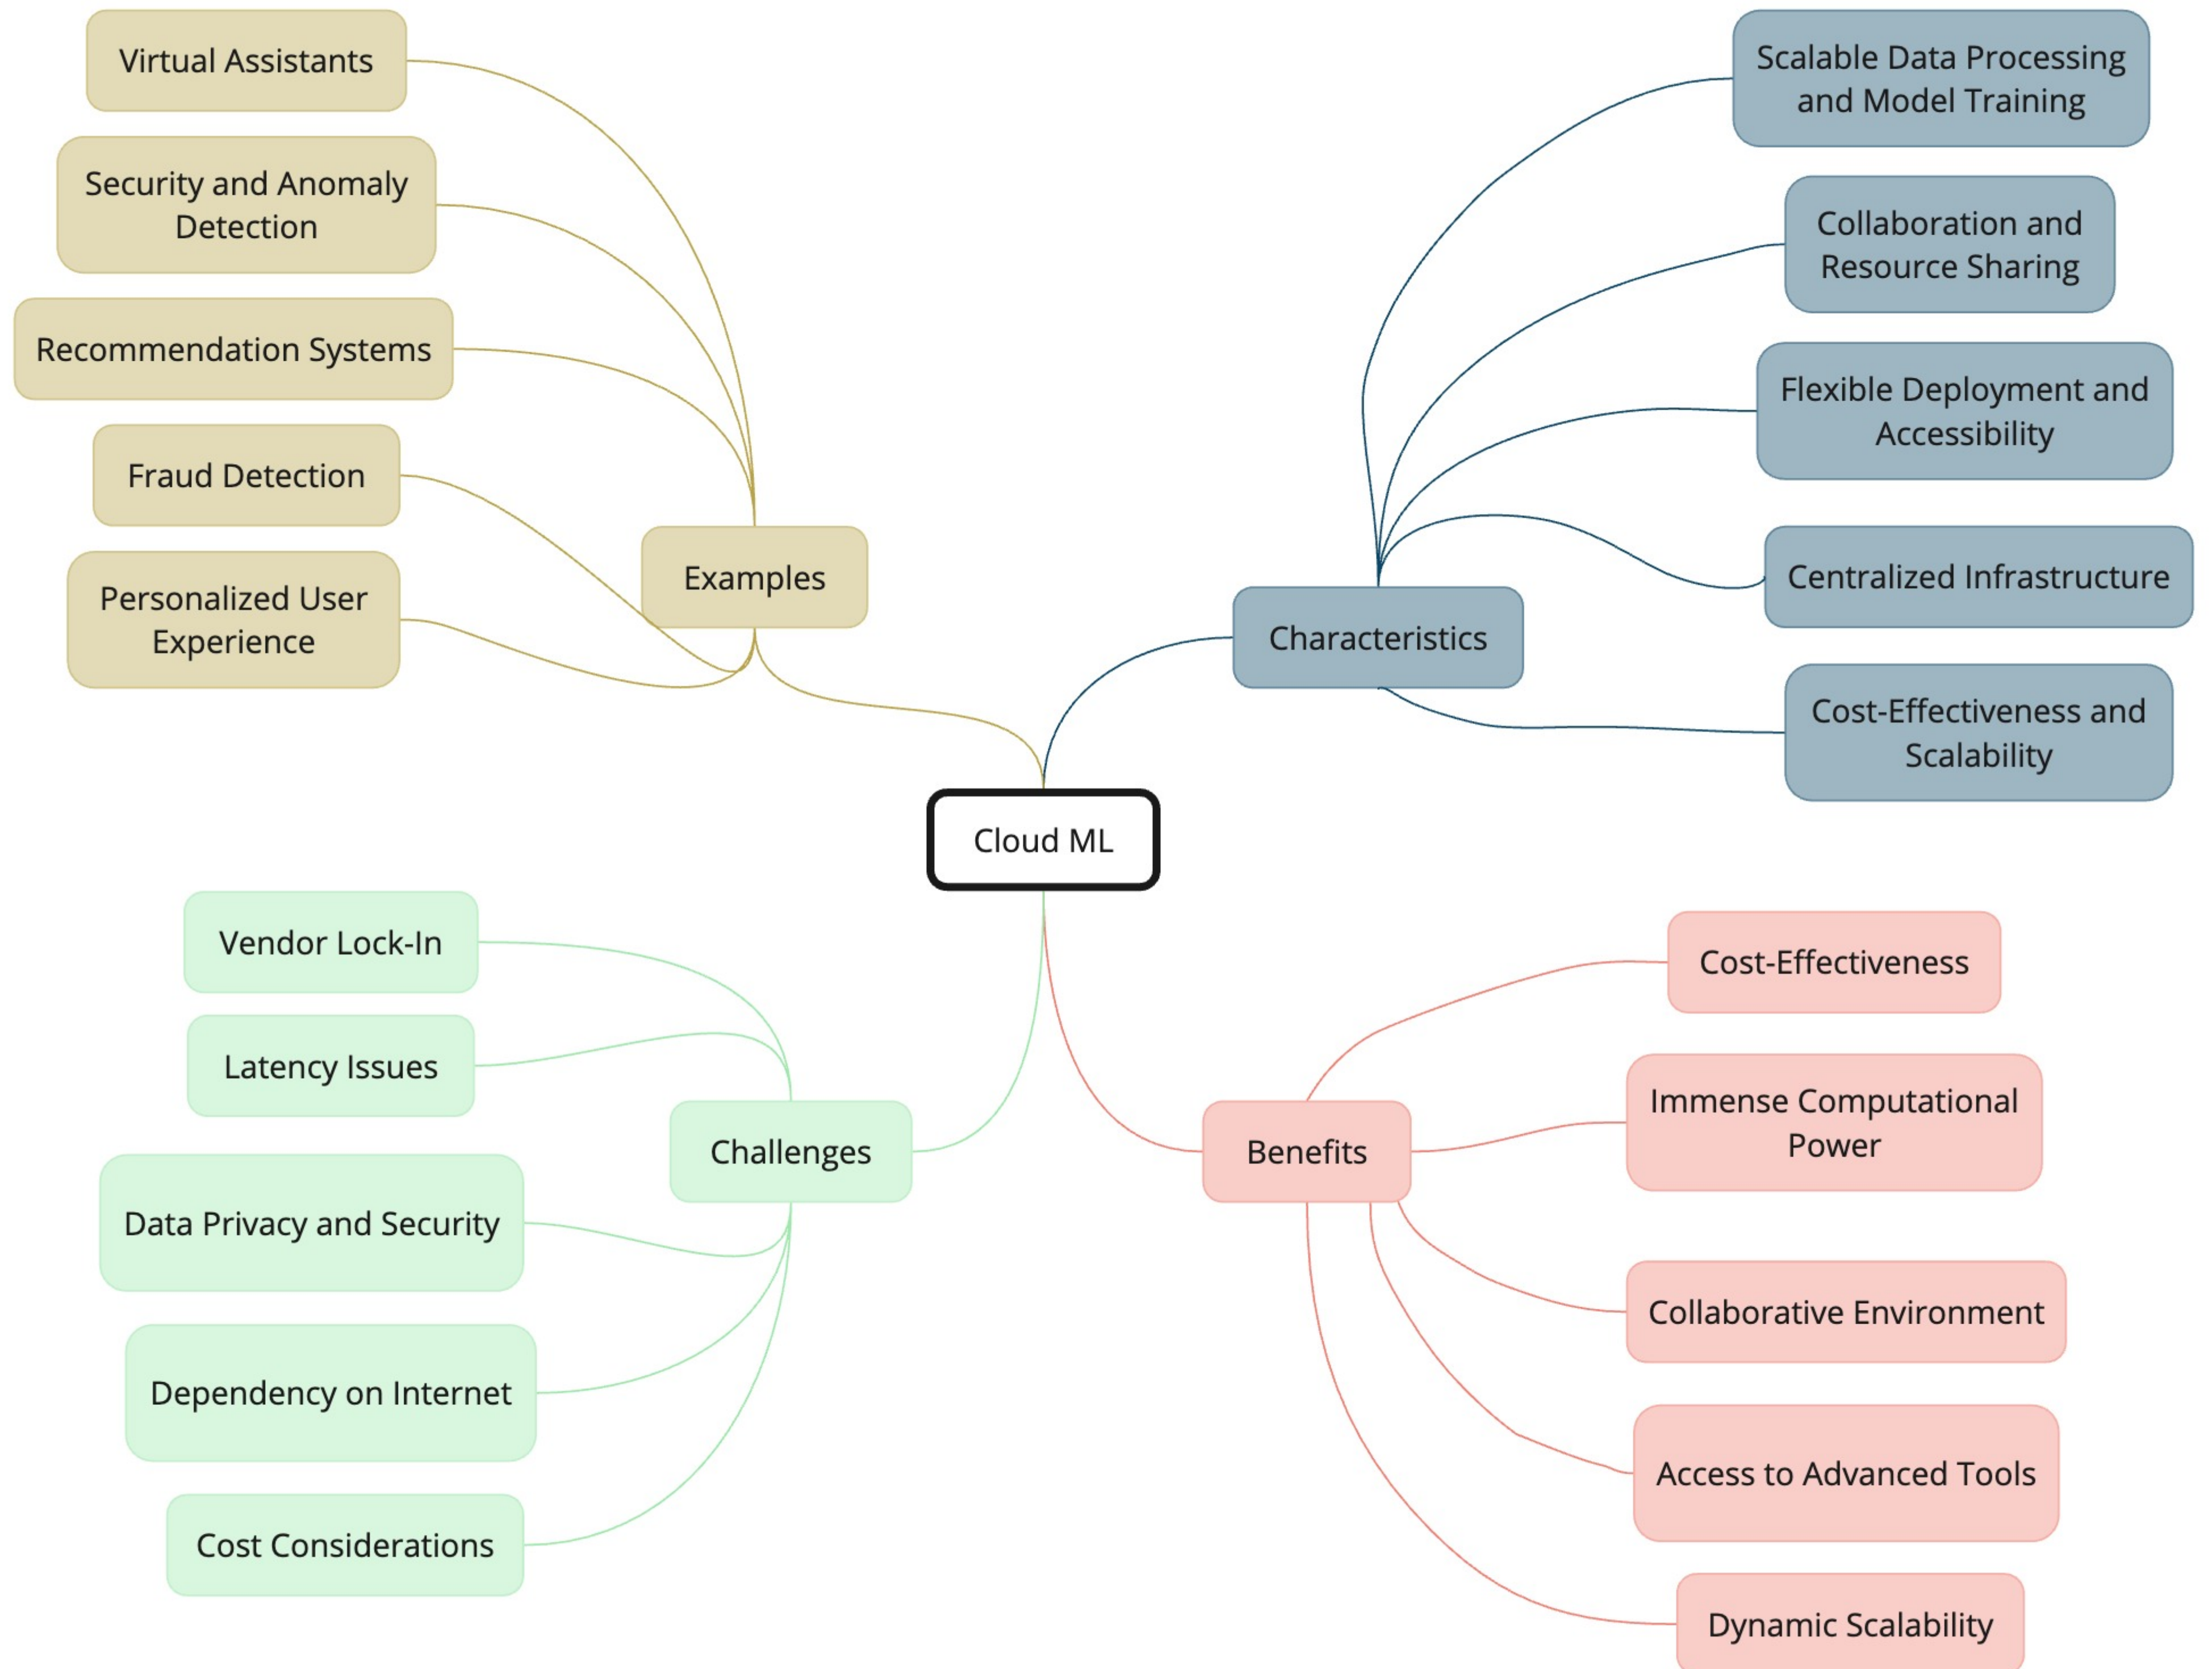 Virtual Assistants
Security and Anomaly
Detection
Recommendation Systems
Fraud Detection
Personalized User
Experience
Examples
Scalable Data Processing
and Model Training
Collaboration and
Resource Sharing
Flexible Deployment and
Accessibility
Centralized Infrastructure
Cost-Effectiveness and
Scalability
Characteristics
Cloud ML
Vendor Lock-In
Latency Issues
Data Privacy and Security
Dependency on Internet
Cost Considerations
Challenges
Benefits
Cost-Effectiveness
Immense Computational
Power
Collaborative Environment
Access to Advanced Tools
Dynamic Scalability